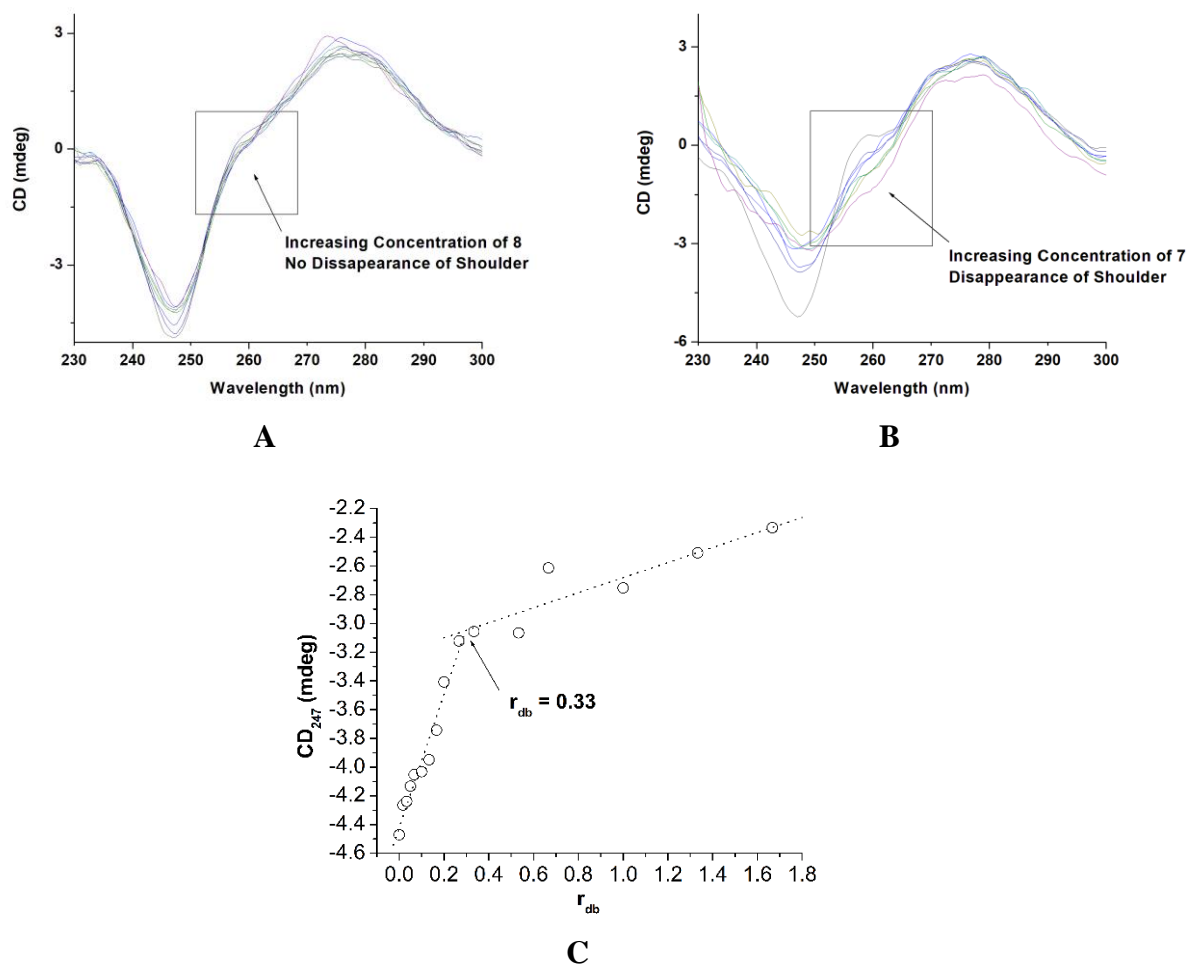 3
0
-3
CD (mdeg)
230 240 250 260 270 280 290 300
Wavelength (nm)
Increasing Concentration of 8
No Dissapearance of Shoulder
A
3
0
-3
-6
CD (mdeg)
230 240 250 260 270 280 290 300
Wavelength (nm)
Increasing Concentration of 7
Disappearance of Shoulder
B
-2.2
-2.4
-2.6
-2.8
-3.0
-3.2
-3.4
-3.6
-3.8
-4.0
-4.2
-4.4
-4.6
CD247 (mdeg)
rdb = 0.33
0.0 0.2 0.4 0.6 0.8 1.0 1.2 1.4 1.6 1.8
rdb
C